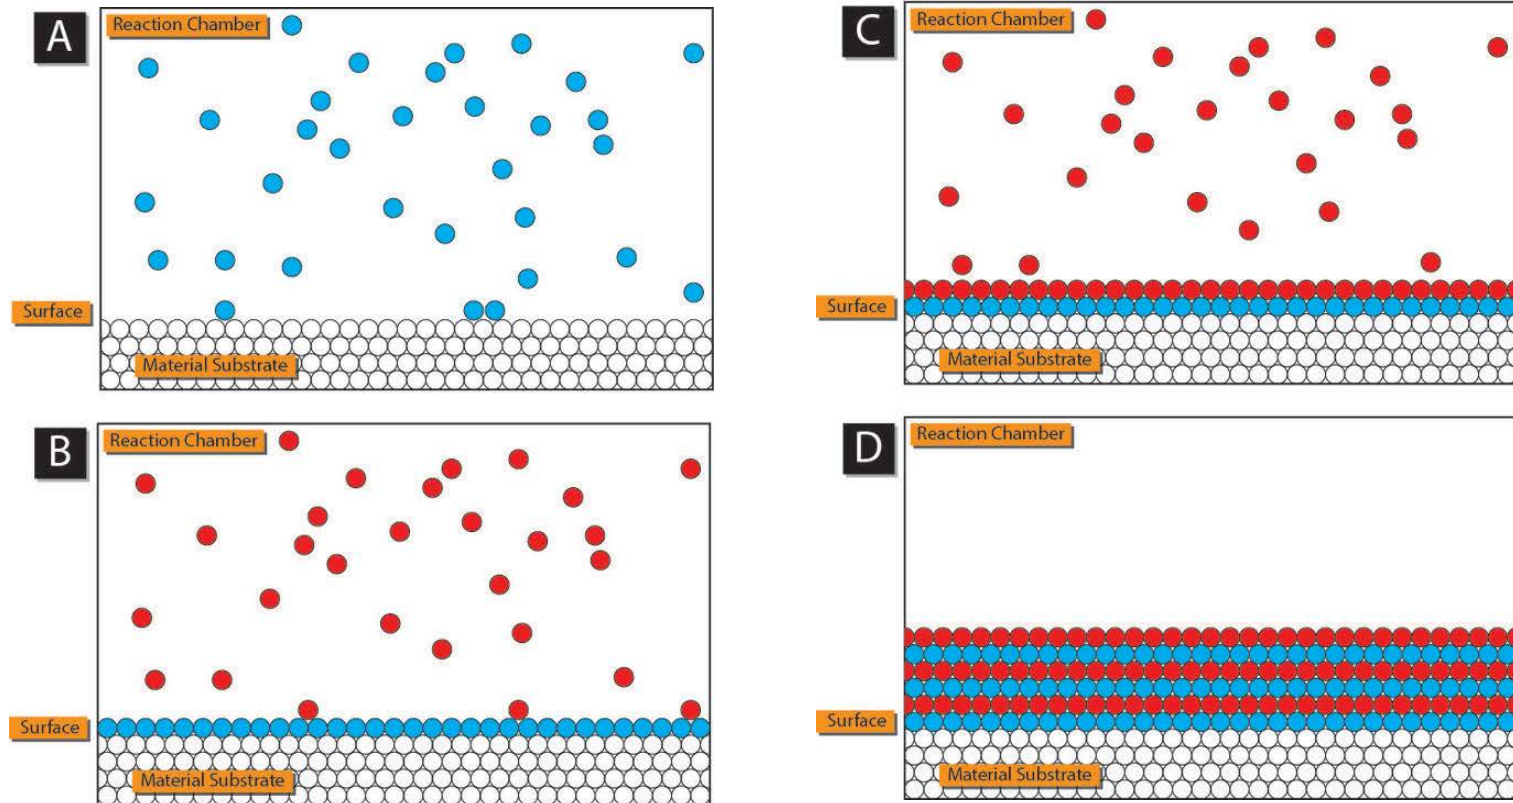 A
Reaction Chamber
Surface
Material Substrate
B
Reaction Chamber
Surface
Material Substrate
C
Reaction Chamber
Surface
Material Substrate
D
Reaction Chamber
Surface
Material Substrate